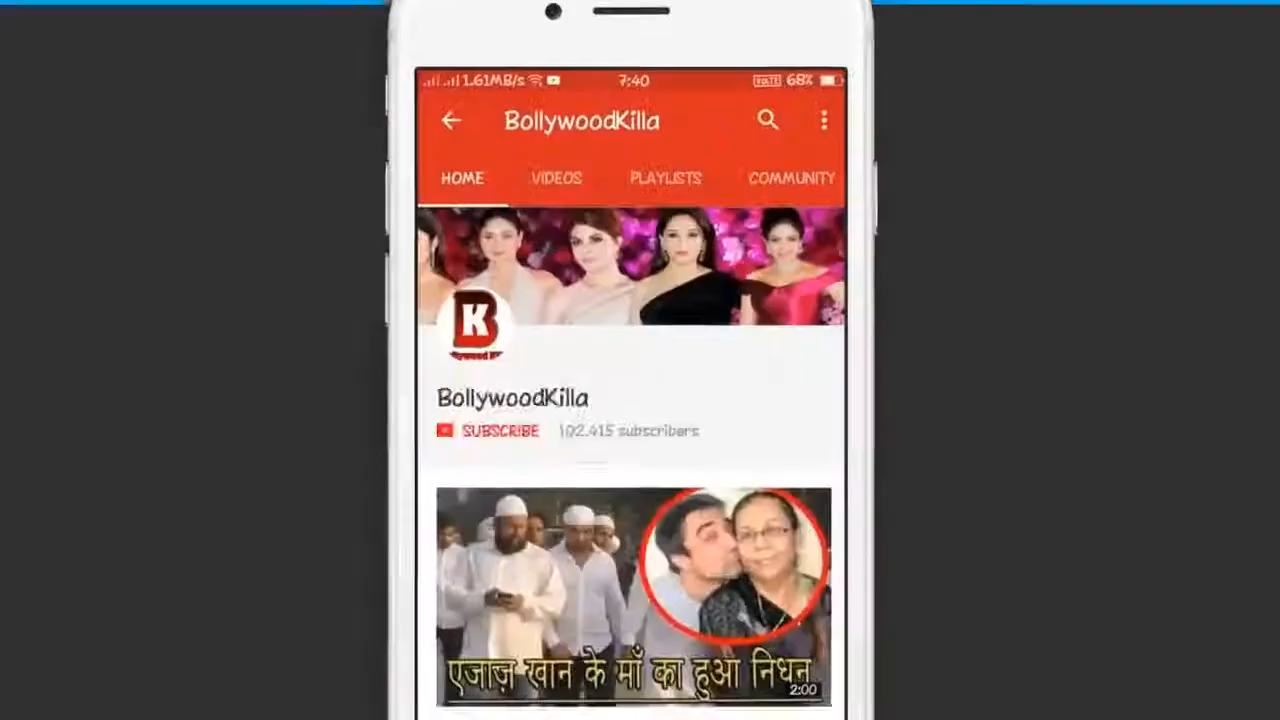 1.61MB/s 7:40 VoLTE 68%
BollywoodKilla
HOME VIDEOS PLAYLISTS COMMUNITY
K
BollywoodKilla
SUBSCRIBE 102,415 subscribers
एजाज़ खान के माँ का हुआ निधन
2:00